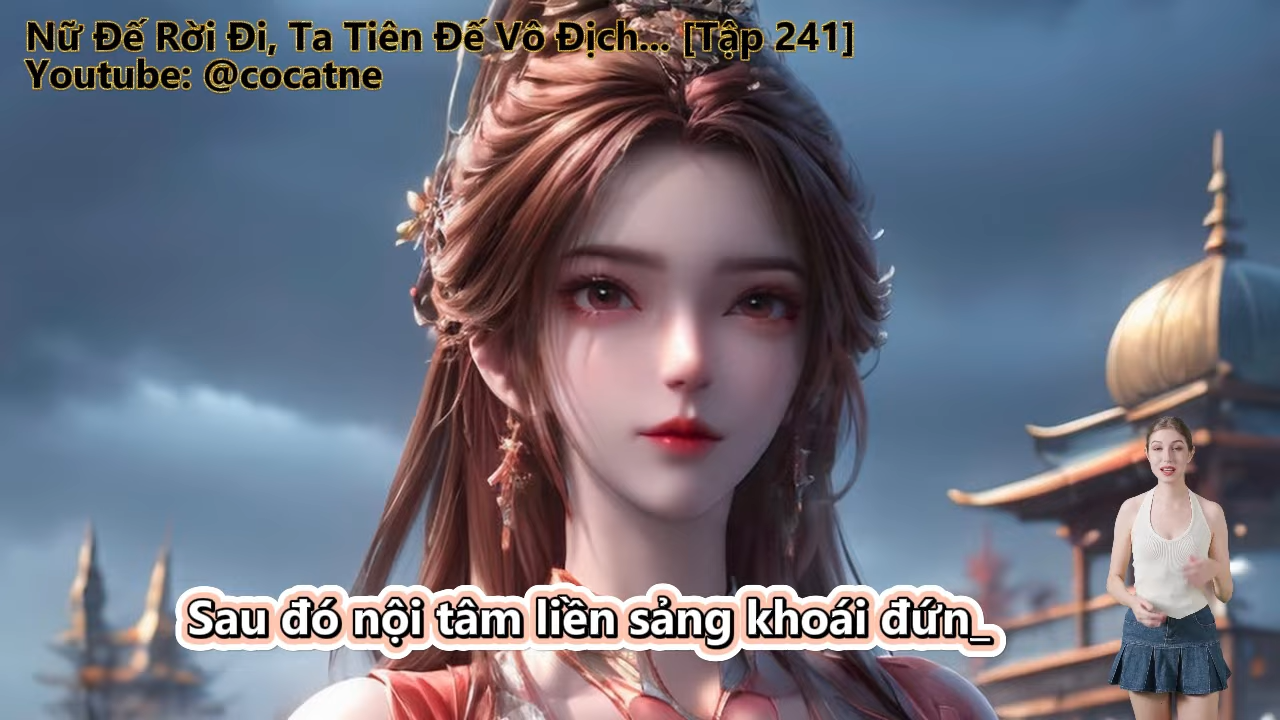 Nữ Đế Rời Đi, Ta Tiên Đế Vô Địch... [Tập 241]
Youtube: @cocatne
Sau đó nội tâm liền sảng khoái đứn_